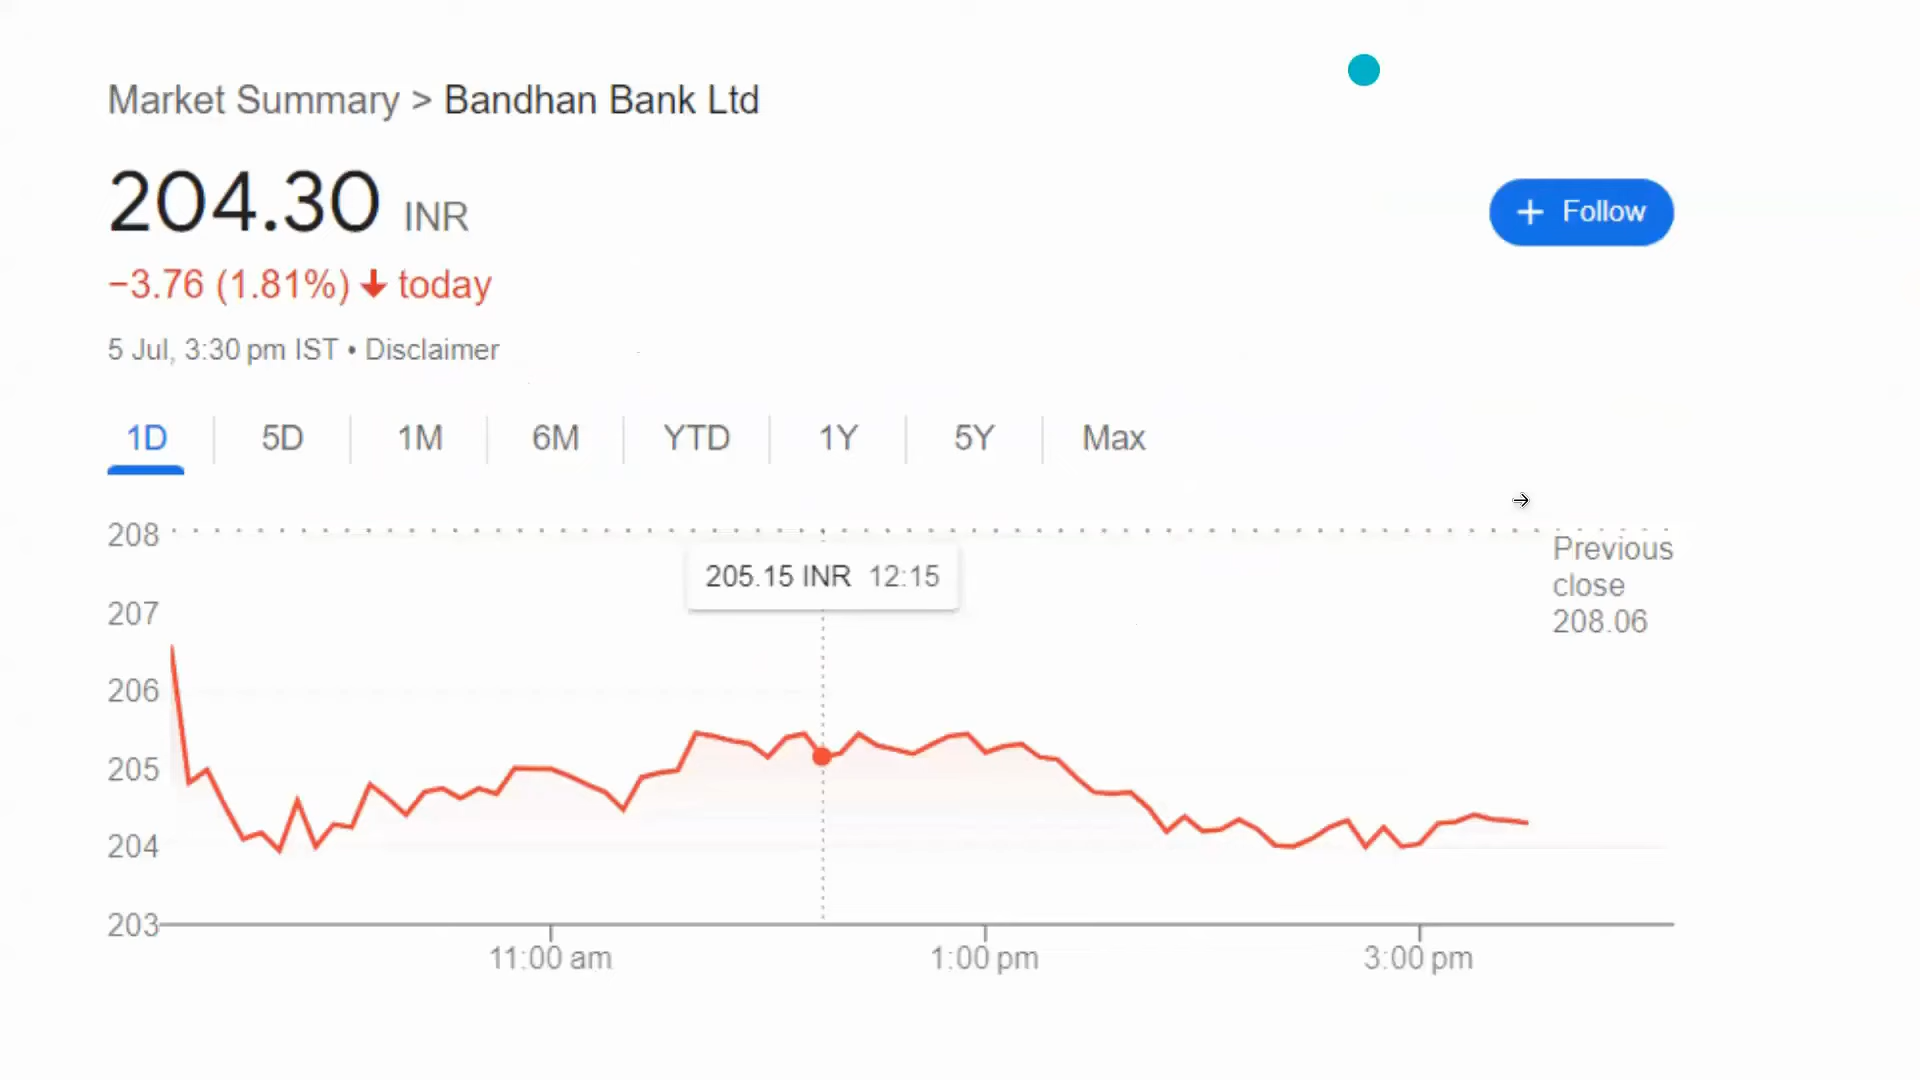 Market Summary > Bandhan Bank Ltd
204.30 INR
+ Follow
−3.76 (1.81%) ↓ today
5 Jul, 3:30 pm IST • Disclaimer
1D 5D 1M 6M YTD 1Y 5Y Max
208
Previous
close
208.06
205.15 INR 12:15
207
206
205
204
203
11:00 am 1:00 pm 3:00 pm